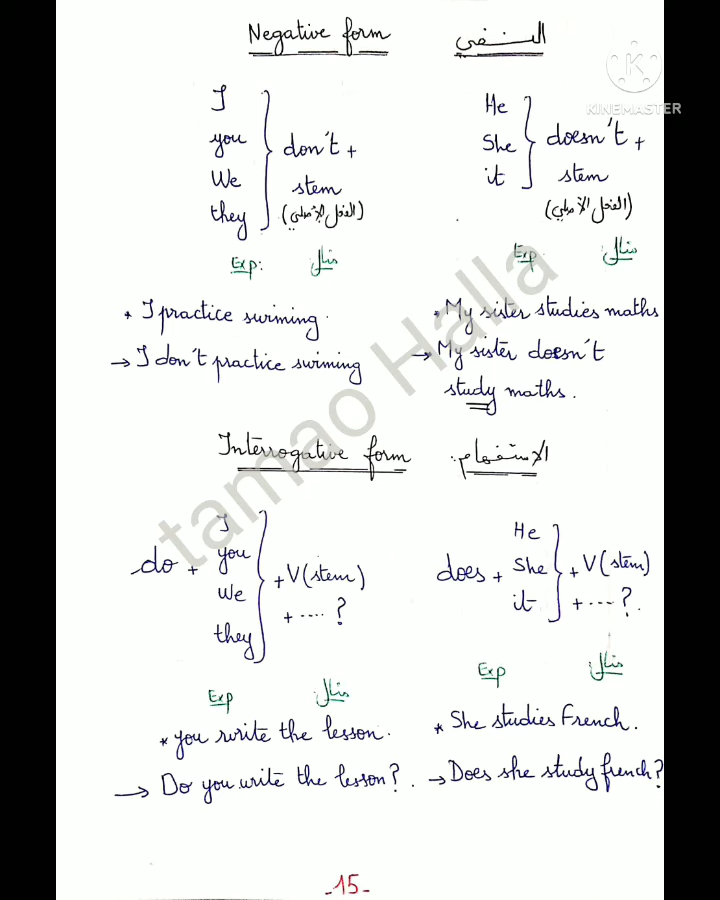 Negative form النفي
KINEMASTER
I
you
We
they
don't +
stem
(الفعل الأصلي)
He
She
it
doesn't +
stem
(الفعل الأصلي)
Exp: مثال
Exp مثال
* I practice swiming.
→ I don't practice swiming
* My sister studies maths
→ My sister doesn't
study maths.
tamao Halla
Interrogative form الاستفهام:
do +
I
you
We
they
+ V (stem)
+ .... ?
does +
He
She
it
+ V (stem)
+ .... ?
Exp مثال
Exp مثال
* you write the lesson.
→ Do you write the lesson?.
* She studies French.
→ Does she study french?
-15-